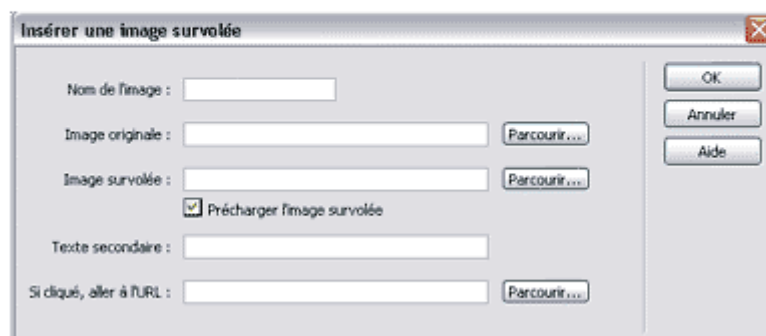 Insérer une image survolée
Nom de l'image :
OK
Annuler
Image originale :
Parcourir...
Aide
Image survolée :
Parcourir...
Précharger l'image survolée
Texte secondaire :
Si cliqué, aller à l'URL :
Parcourir...